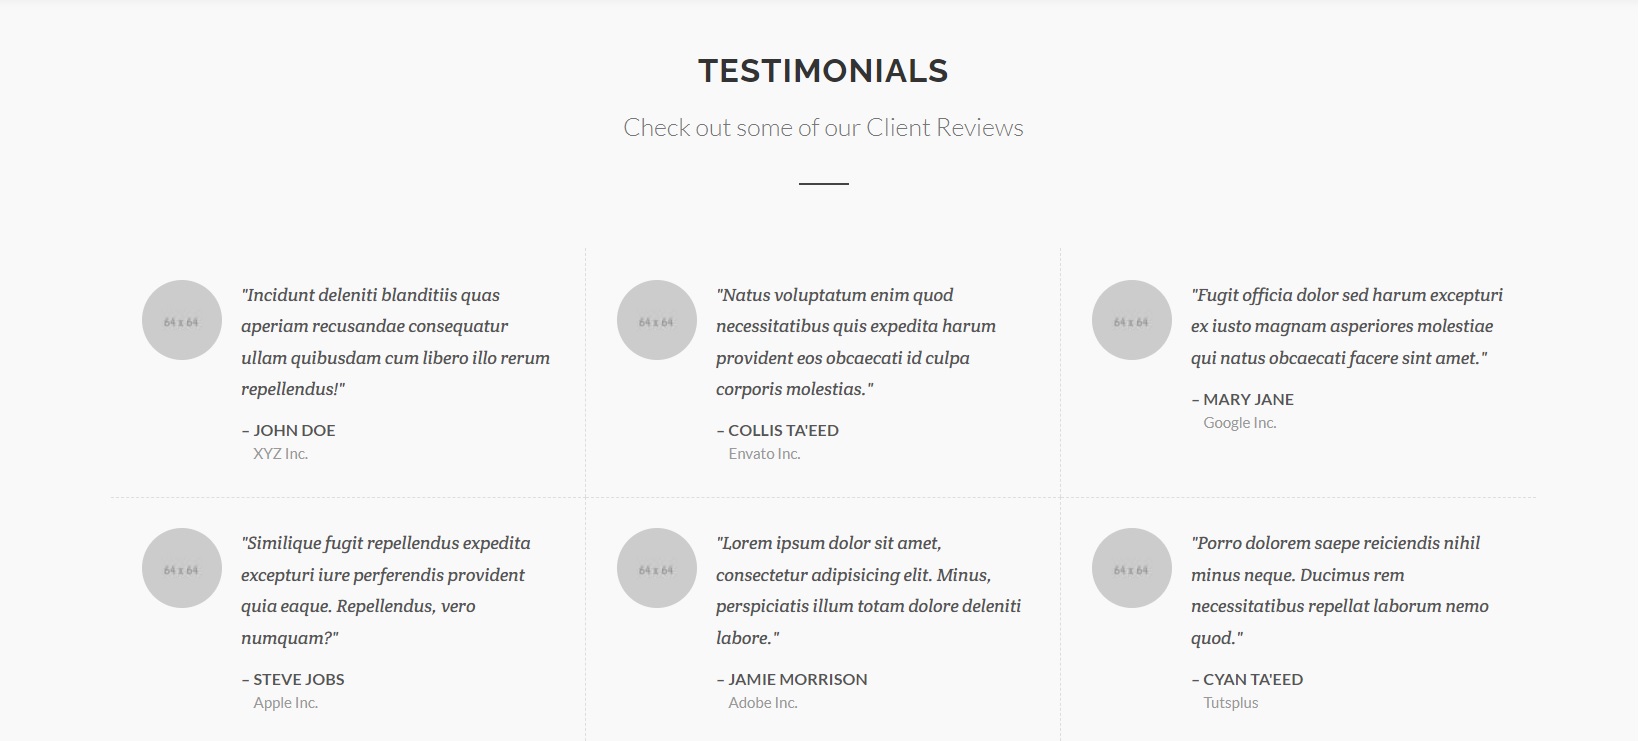 TESTIMONIALS
Check out some of our Client Reviews
64 x 64
"Incidunt deleniti blanditiis quas
aperiam recusandae consequatur
ullam quibusdam cum libero illo rerum
repellendus!"
– JOHN DOE
XYZ Inc.
64 x 64
"Natus voluptatum enim quod
necessitatibus quis expedita harum
provident eos obcaecati id culpa
corporis molestias."
– COLLIS TA'EED
Envato Inc.
64 x 64
"Fugit officia dolor sed harum excepturi
ex iusto magnam asperiores molestiae
qui natus obcaecati facere sint amet."
– MARY JANE
Google Inc.
64 x 64
"Similique fugit repellendus expedita
excepturi iure perferendis provident
quia eaque. Repellendus, vero
numquam?"
– STEVE JOBS
Apple Inc.
64 x 64
"Lorem ipsum dolor sit amet,
consectetur adipisicing elit. Minus,
perspiciatis illum totam dolore deleniti
labore."
– JAMIE MORRISON
Adobe Inc.
64 x 64
"Porro dolorem saepe reiciendis nihil
minus neque. Ducimus rem
necessitatibus repellat laborum nemo
quod."
– CYAN TA'EED
Tutsplus